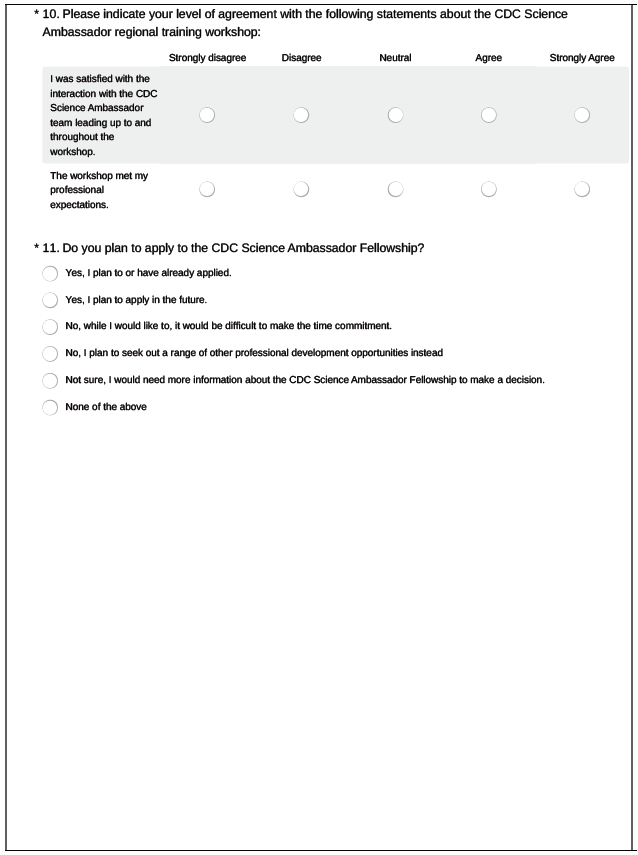 * 10. Please indicate your level of agreement with the following statements about the CDC Science
Ambassador regional training workshop:
Strongly disagree Disagree Neutral Agree Strongly Agree
I was satisfied with the
interaction with the CDC
Science Ambassador
team leading up to and
throughout the
workshop.
The workshop met my
professional
expectations.
* 11. Do you plan to apply to the CDC Science Ambassador Fellowship?
Yes, I plan to or have already applied.
Yes, I plan to apply in the future.
No, while I would like to, it would be difficult to make the time commitment.
No, I plan to seek out a range of other professional development opportunities instead
Not sure, I would need more information about the CDC Science Ambassador Fellowship to make a decision.
None of the above